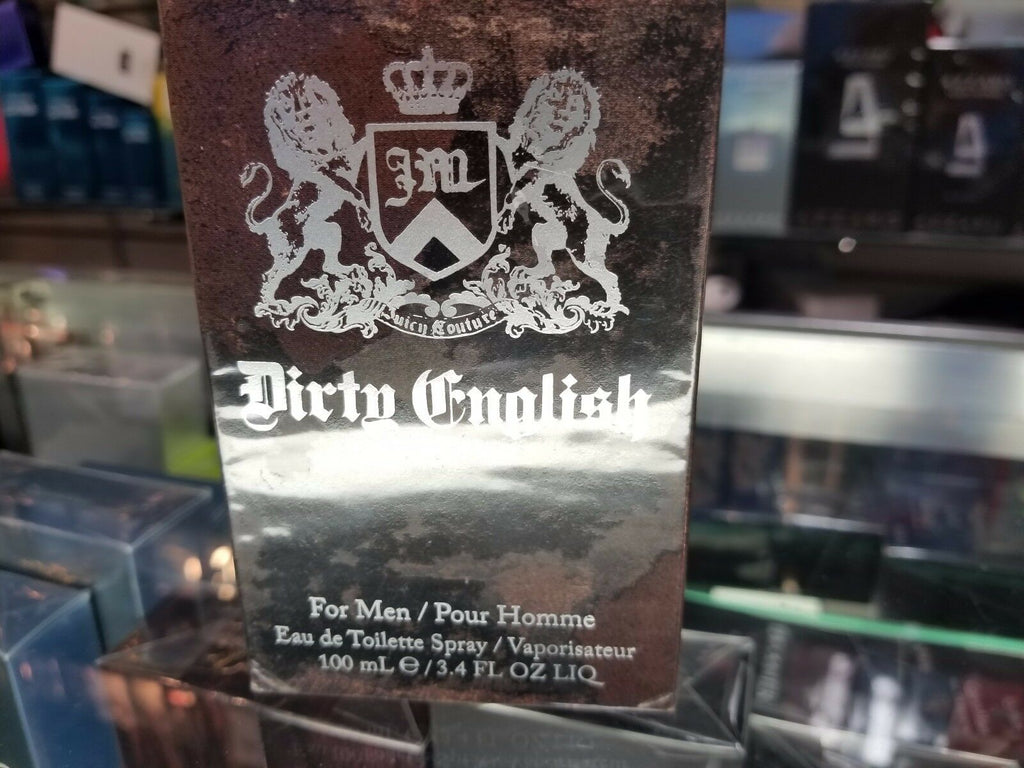 JM
Juicy Couture
Dirty English
For Men / Pour Homme
Eau de Toilette Spray / Vaporisateur
100 mL ℮ / 3.4 FL OZ LIQ